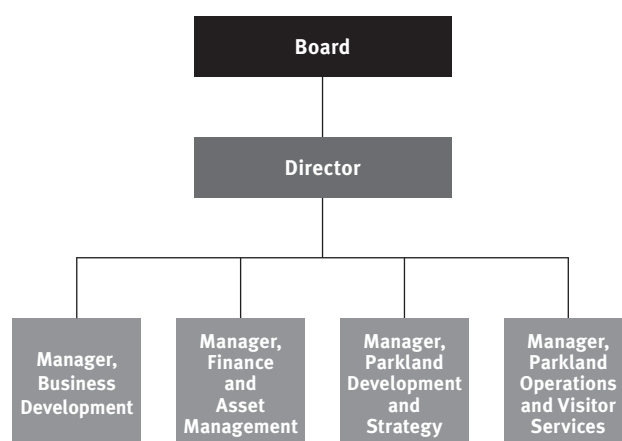 Board
Director
Manager,
Business
Development
Manager,
Finance
and
Asset
Management
Manager,
Parkland
Development
and
Strategy
Manager,
Parkland
Operations
and Visitor
Services